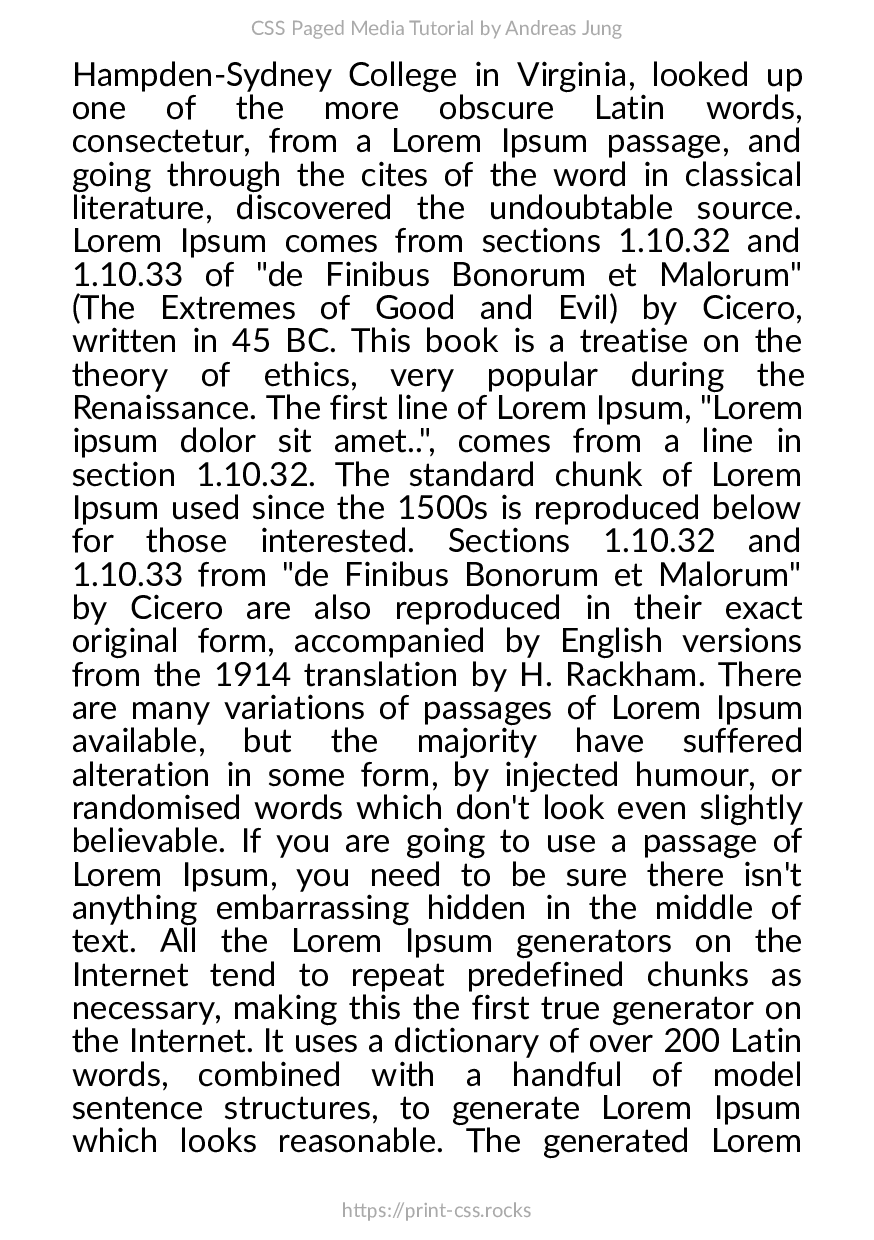 CSS Paged Media Tutorial by Andreas Jung
Hampden-Sydney College in Virginia, looked up
one of the more obscure Latin words,
consectetur, from a Lorem Ipsum passage, and
going through the cites of the word in classical
literature, discovered the undoubtable source.
Lorem Ipsum comes from sections 1.10.32 and
1.10.33 of "de Finibus Bonorum et Malorum"
(The Extremes of Good and Evil) by Cicero,
written in 45 BC. This book is a treatise on the
theory of ethics, very popular during the
Renaissance. The first line of Lorem Ipsum, "Lorem
ipsum dolor sit amet..", comes from a line in
section 1.10.32. The standard chunk of Lorem
Ipsum used since the 1500s is reproduced below
for those interested. Sections 1.10.32 and
1.10.33 from "de Finibus Bonorum et Malorum"
by Cicero are also reproduced in their exact
original form, accompanied by English versions
from the 1914 translation by H. Rackham. There
are many variations of passages of Lorem Ipsum
available, but the majority have suffered
alteration in some form, by injected humour, or
randomised words which don't look even slightly
believable. If you are going to use a passage of
Lorem Ipsum, you need to be sure there isn't
anything embarrassing hidden in the middle of
text. All the Lorem Ipsum generators on the
Internet tend to repeat predefined chunks as
necessary, making this the first true generator on
the Internet. It uses a dictionary of over 200 Latin
words, combined with a handful of model
sentence structures, to generate Lorem Ipsum
which looks reasonable. The generated Lorem
https://print-css.rocks